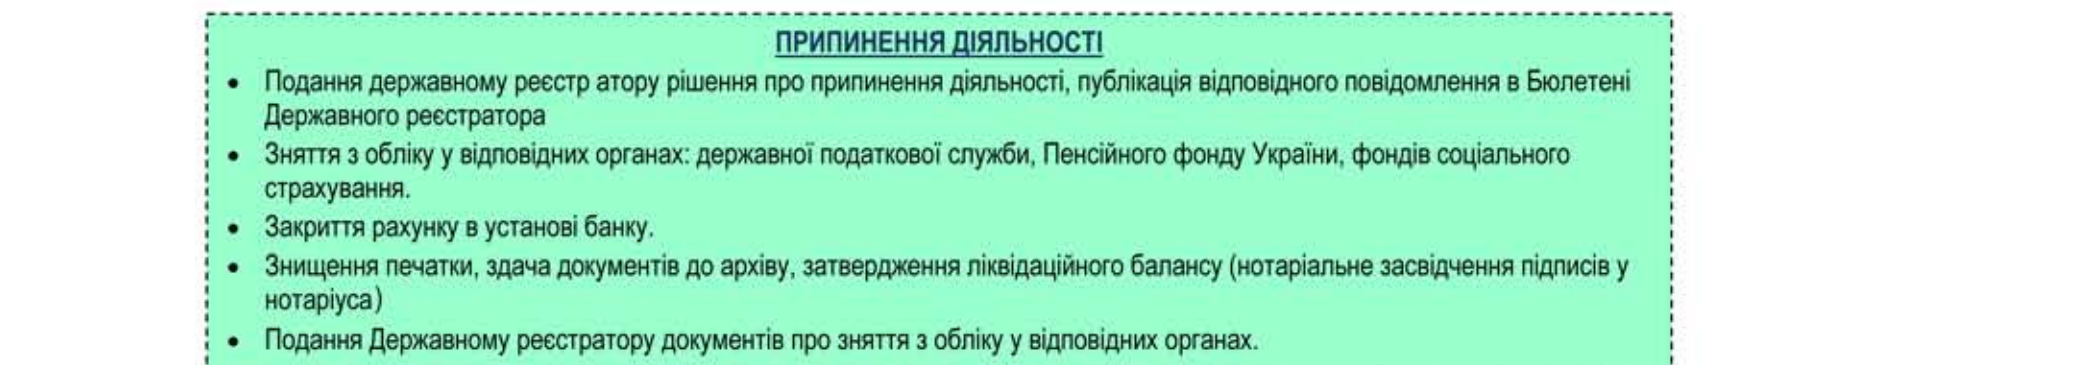 ПРИПИНЕННЯ ДІЯЛЬНОСТІ
• Подання державному реєстр атору рішення про припинення діяльності, публікація відповідного повідомлення в Бюлетені
Державного реєстратора
• Зняття з обліку у відповідних органах: державної податкової служби, Пенсійного фонду України, фондів соціального
страхування.
• Закриття рахунку в установі банку.
• Знищення печатки, здача документів до архіву, затвердження ліквідаційного балансу (нотаріальне засвідчення підписів у
нотаріуса)
• Подання Державному реєстратору документів про зняття з обліку у відповідних органах.